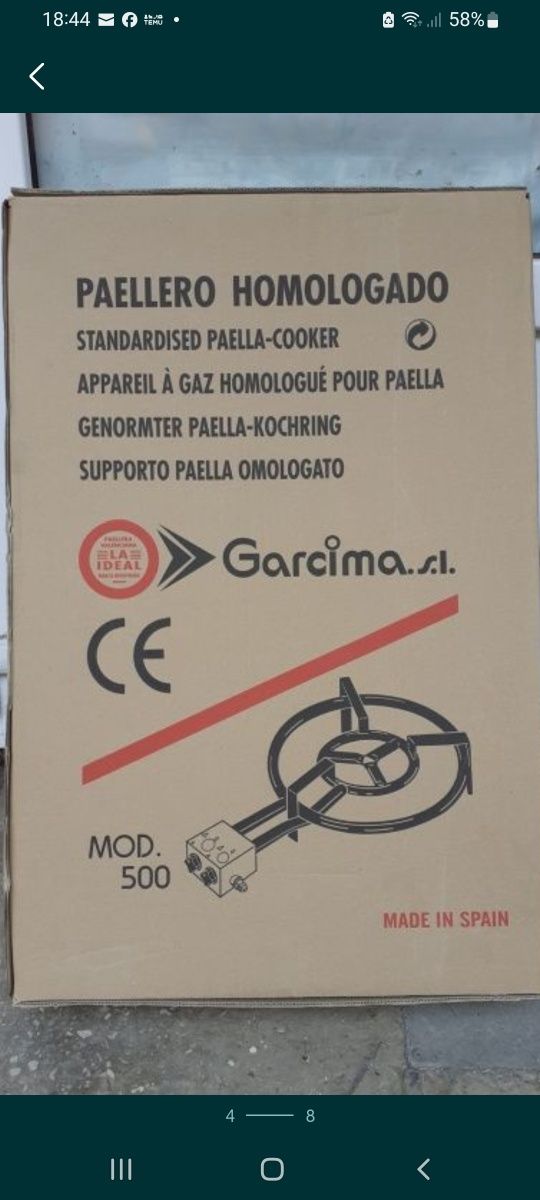 18:44
TEMU
58%
PAELLERO HOMOLOGADO
STANDARDISED PAELLA-COOKER
APPAREIL À GAZ HOMOLOGUÉ POUR PAELLA
GENORMTER PAELLA-KOCHRING
SUPPORTO PAELLA OMOLOGATO
LA
IDEAL
Garcima.s.l.
CE
MOD.
500
MADE IN SPAIN
4
8